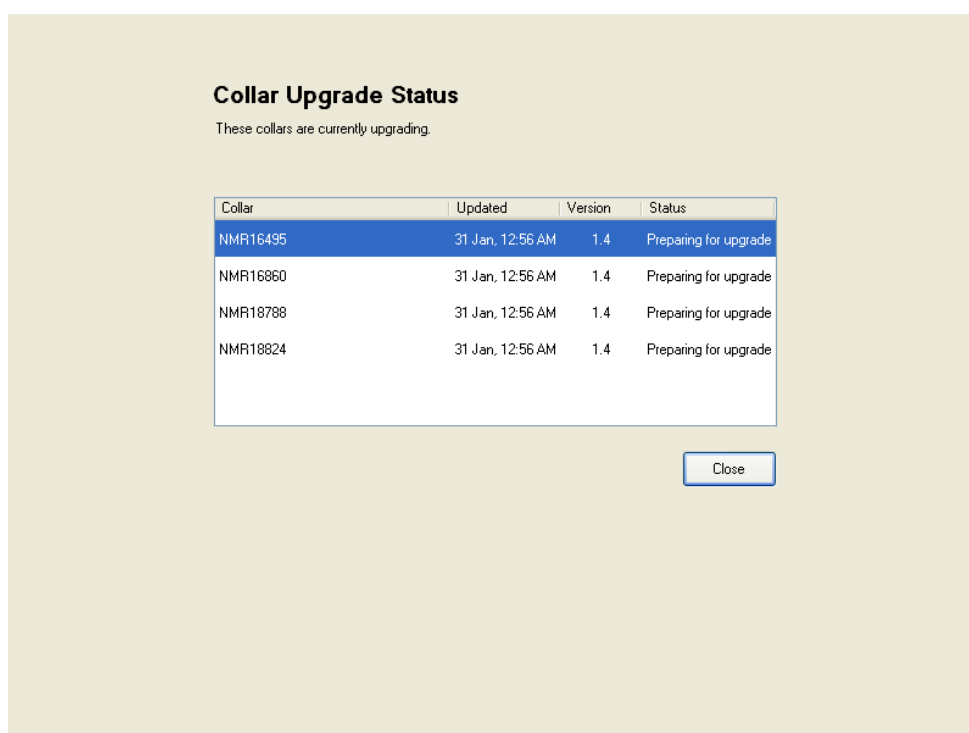 Collar Upgrade Status
These collars are currently upgrading.
Collar Updated Version Status
NMR16495 31 Jan, 12:56 AM 1.4 Preparing for upgrade
NMR16860 31 Jan, 12:56 AM 1.4 Preparing for upgrade
NMR18788 31 Jan, 12:56 AM 1.4 Preparing for upgrade
NMR18824 31 Jan, 12:56 AM 1.4 Preparing for upgrade
Close